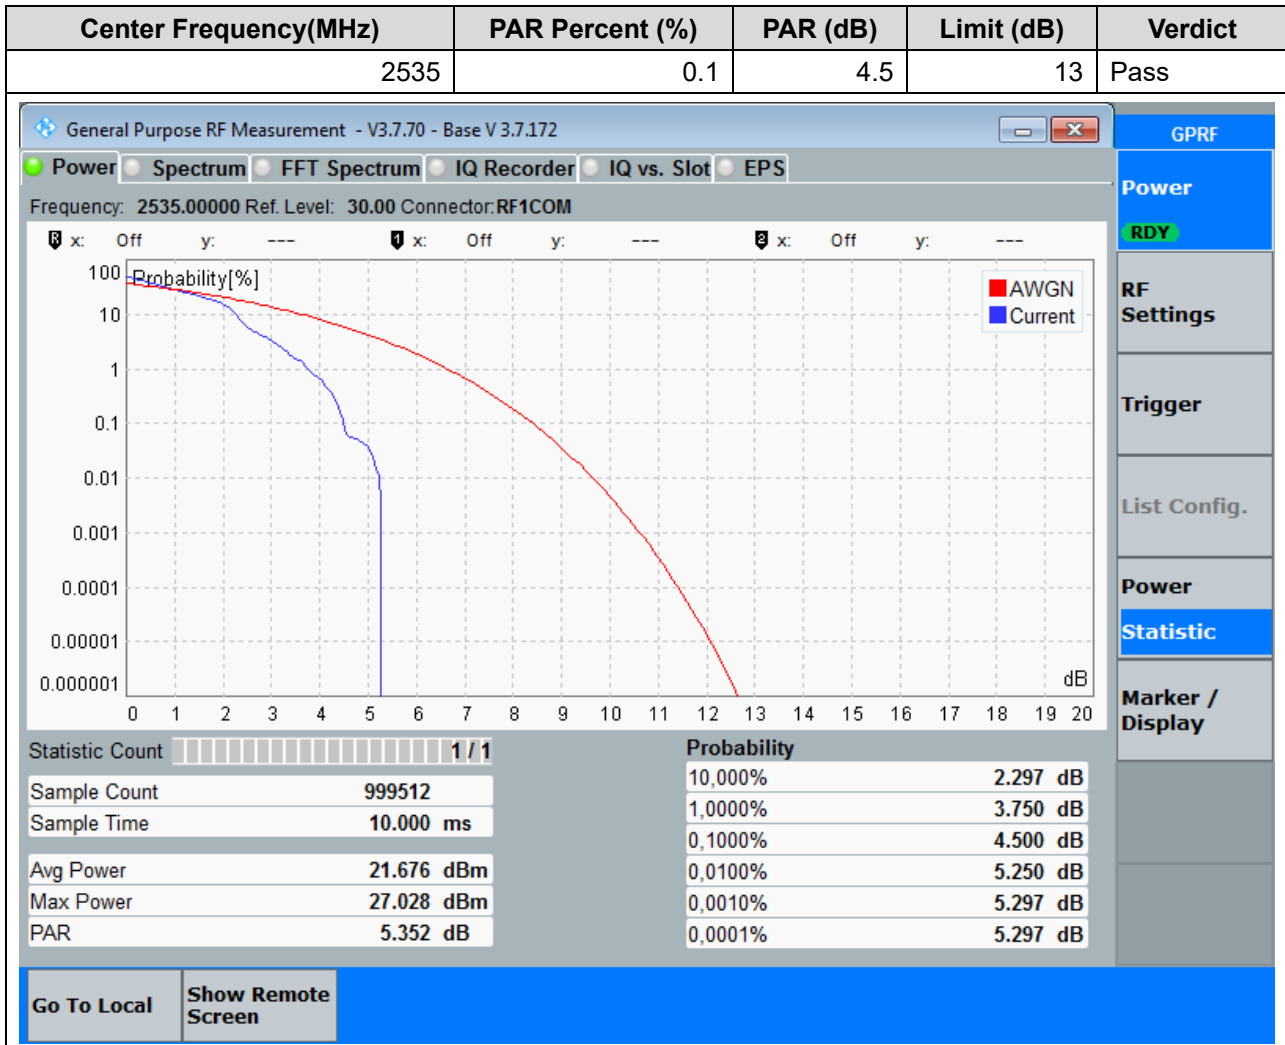 Center Frequency(MHz) PAR Percent (%) PAR (dB) Limit (dB) Verdict
2535 0.1 4.5 13 Pass
General Purpose RF Measurement - V3.7.70 - Base V 3.7.172
GPRF
Power Spectrum FFT Spectrum IQ Recorder IQ vs. Slot EPS
Frequency: 2535.00000 Ref. Level: 30.00 Connector: RF1COM
R x: Off y: --- 1 x: Off y: --- 2 x: Off y: ---
Probability[%]
AWGN
Current
100
10
1
0.1
0.01
0.001
0.0001
0.00001
0.000001
dB
0 1 2 3 4 5 6 7 8 9 10 11 12 13 14 15 16 17 18 19 20
Statistic Count 1 / 1
Sample Count 999512
Sample Time 10.000 ms
Avg Power 21.676 dBm
Max Power 27.028 dBm
PAR 5.352 dB
Probability
10,000% 2.297 dB
1,0000% 3.750 dB
0,1000% 4.500 dB
0,0100% 5.250 dB
0,0010% 5.297 dB
0,0001% 5.297 dB
Power
RDY
RF
Settings
Trigger
List Config.
Power
Statistic
Marker /
Display
Go To Local
Show Remote
Screen